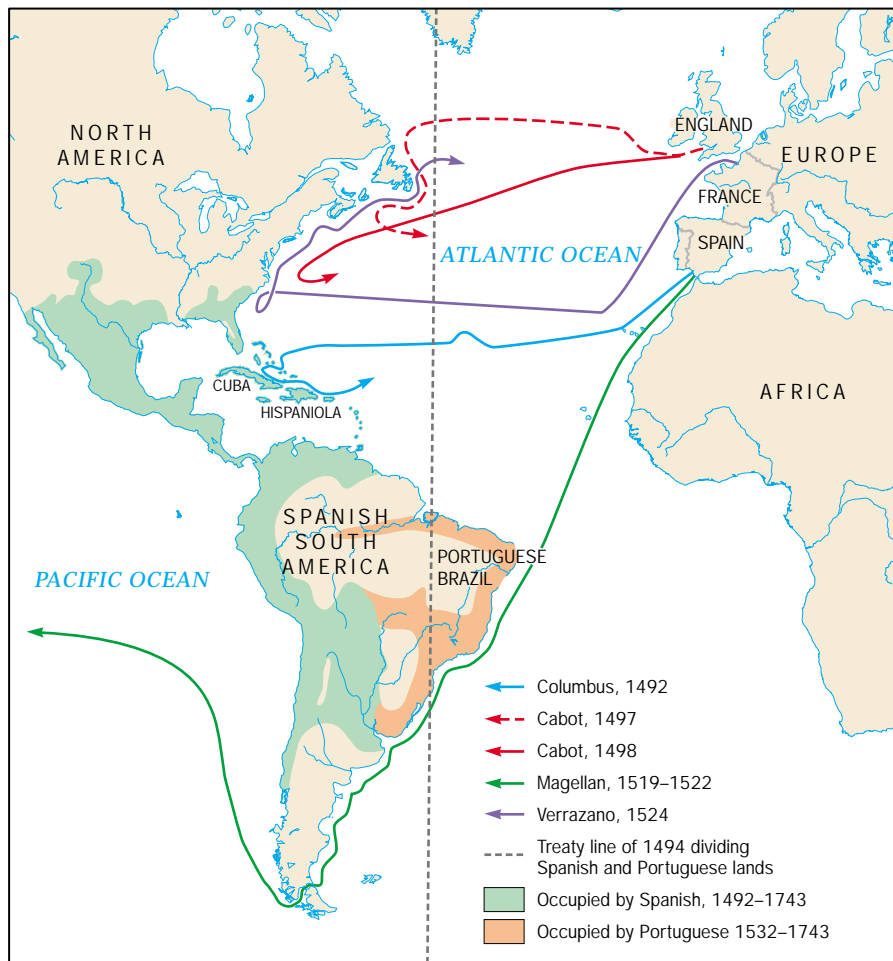 NORTH
AMERICA
ENGLAND
EUROPE
FRANCE
SPAIN
ATLANTIC OCEAN
CUBA
HISPANIOLA
AFRICA
SPANISH
SOUTH
AMERICA
PORTUGUESE
BRAZIL
PACIFIC OCEAN
Columbus, 1492
Cabot, 1497
Cabot, 1498
Magellan, 1519–1522
Verrazano, 1524
Treaty line of 1494 dividing
Spanish and Portuguese lands
Occupied by Spanish, 1492–1743
Occupied by Portuguese 1532–1743